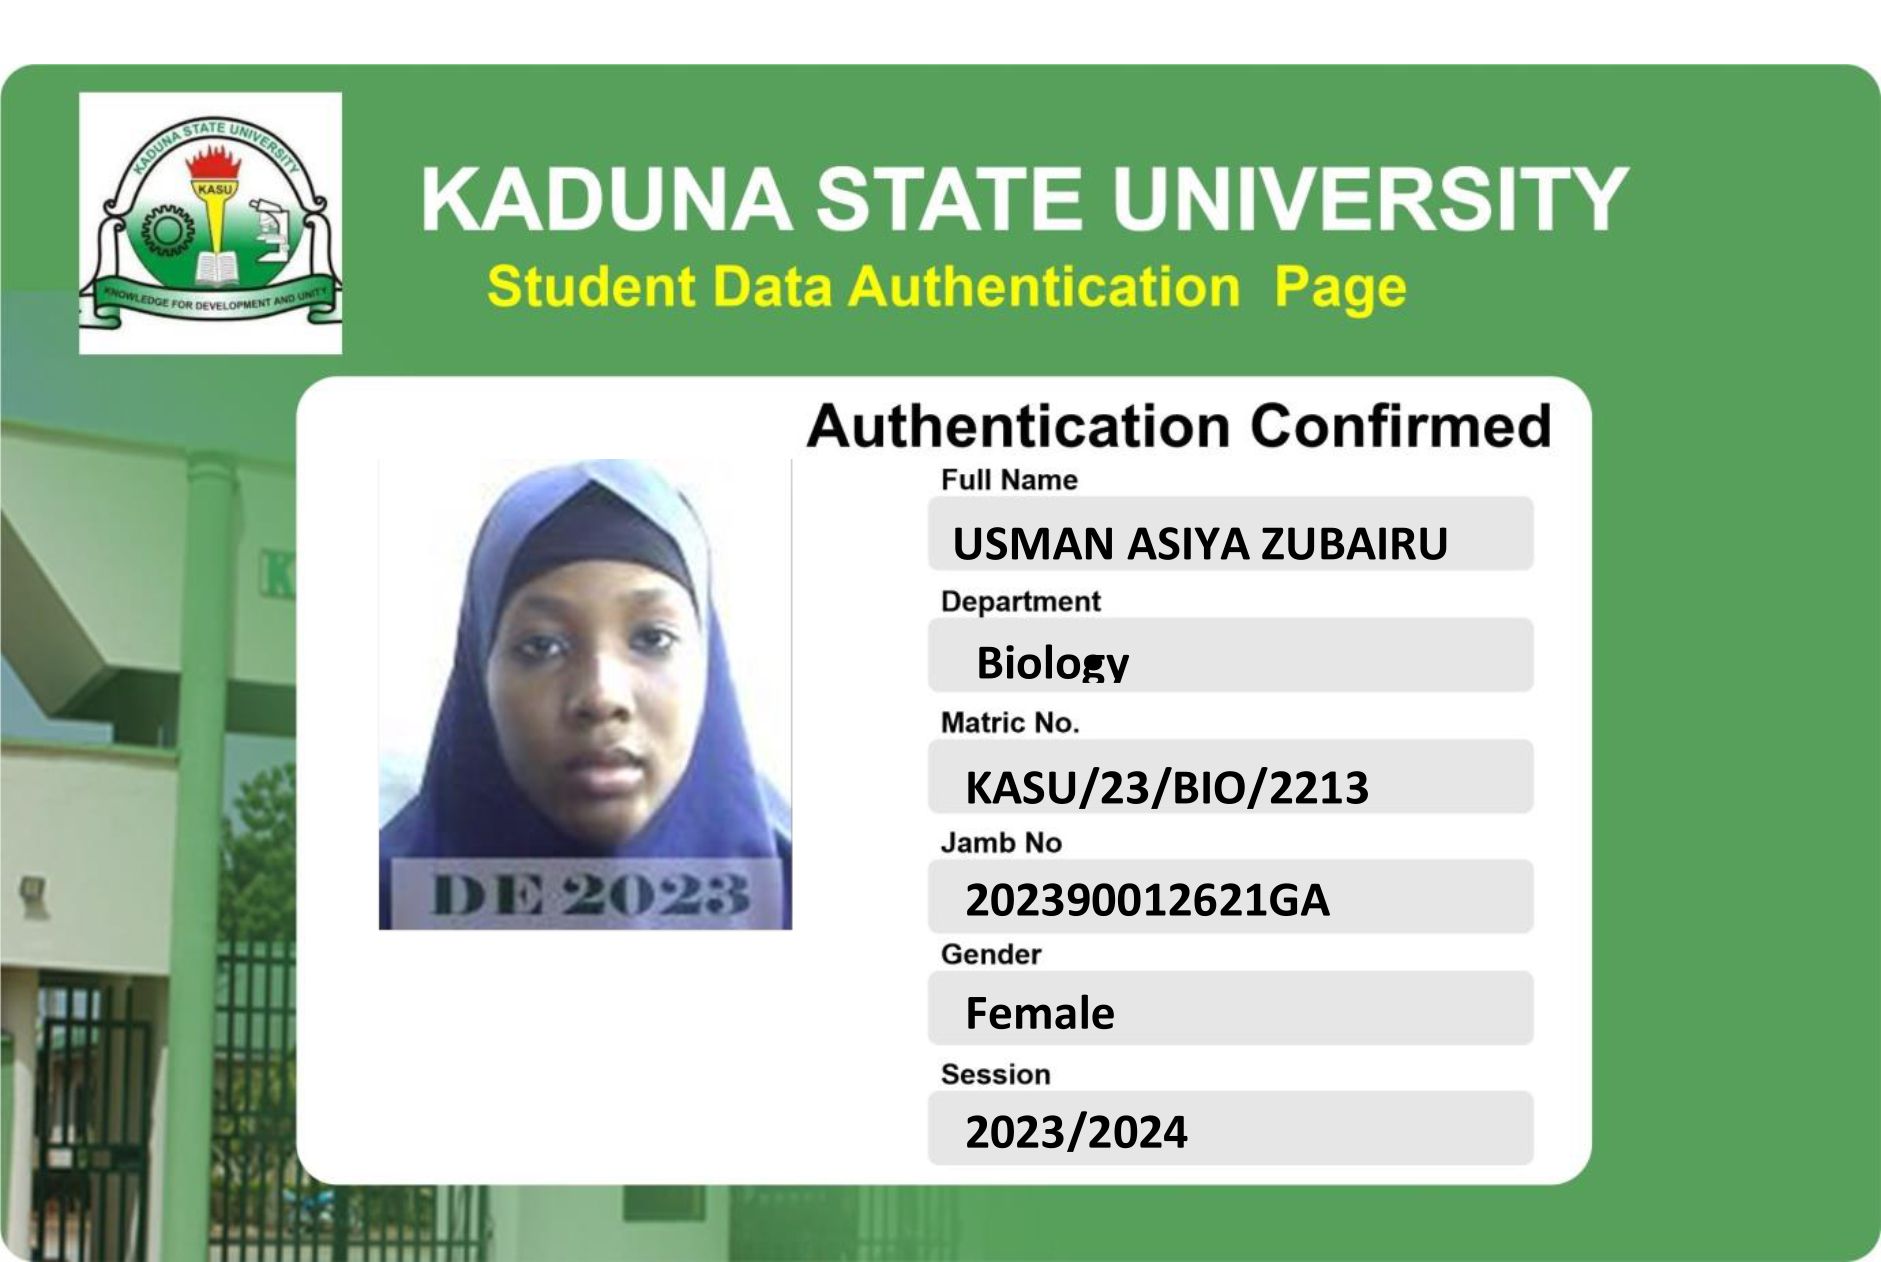 KADUNA STATE UNIVERSITY
KASU
KNOWLEDGE FOR DEVELOPMENT AND UNITY
KADUNA STATE UNIVERSITY
Student Data Authentication Page
Authentication Confirmed
Full Name
USMAN ASIYA ZUBAIRU
Department
Biology
Matric No.
KASU/23/BIO/2213
Jamb No
202390012621GA
Gender
Female
Session
2023/2024
DE 2023
K